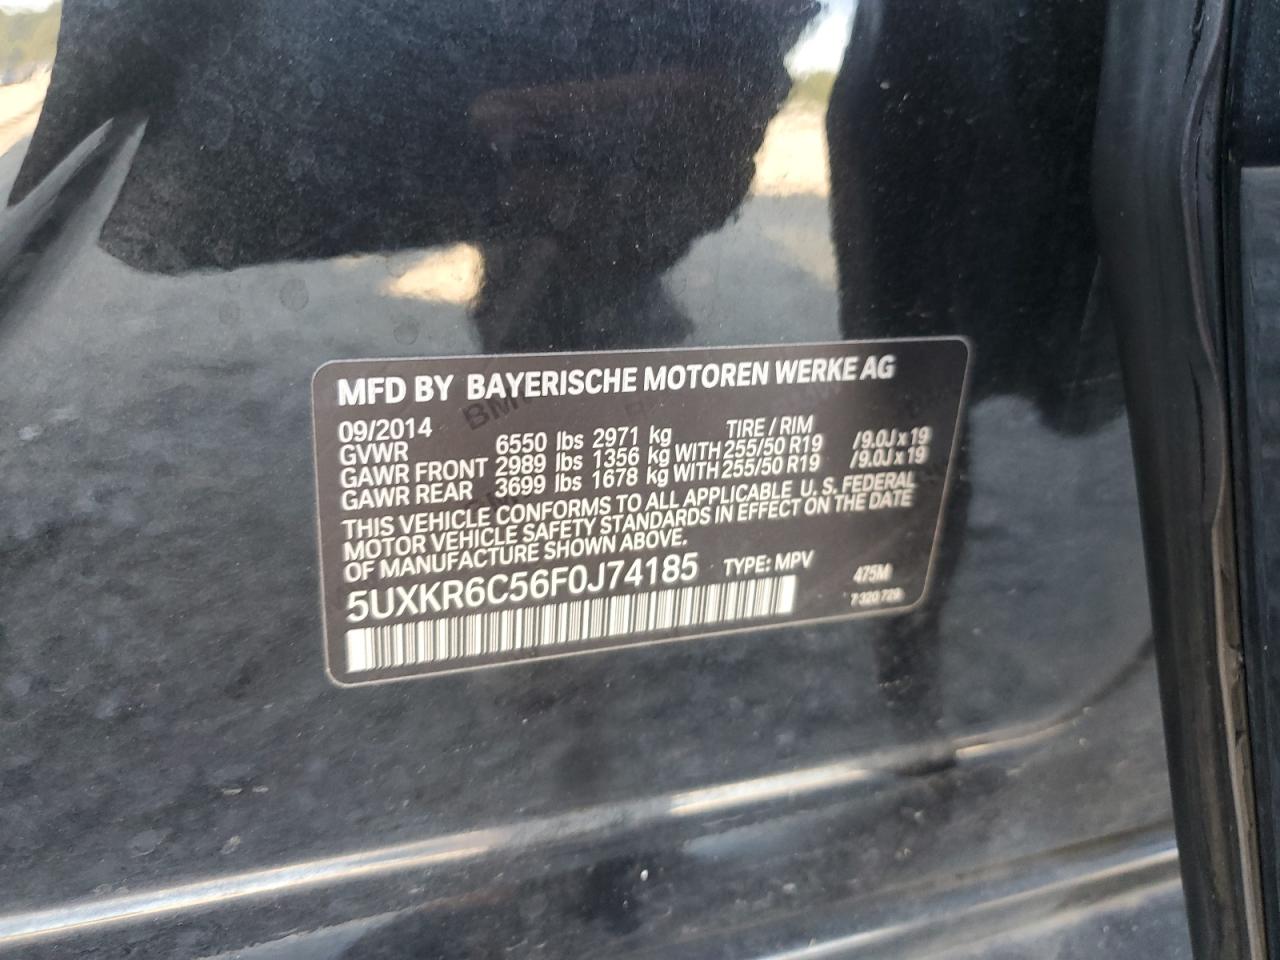 MFD BY BAYERISCHE MOTOREN WERKE AG
09/2014 TIRE / RIM
GVWR 6550 lbs 2971 kg
GAWR FRONT 2989 lbs 1356 kg WITH 255/50 R19 /9.0J x 19
GAWR REAR 3699 lbs 1678 kg WITH 255/50 R19 /9.0J x 19
THIS VEHICLE CONFORMS TO ALL APPLICABLE U. S. FEDERAL
MOTOR VEHICLE SAFETY STANDARDS IN EFFECT ON THE DATE
OF MANUFACTURE SHOWN ABOVE.
5UXKR6C56F0J74185 TYPE: MPV 475M
7 320 729